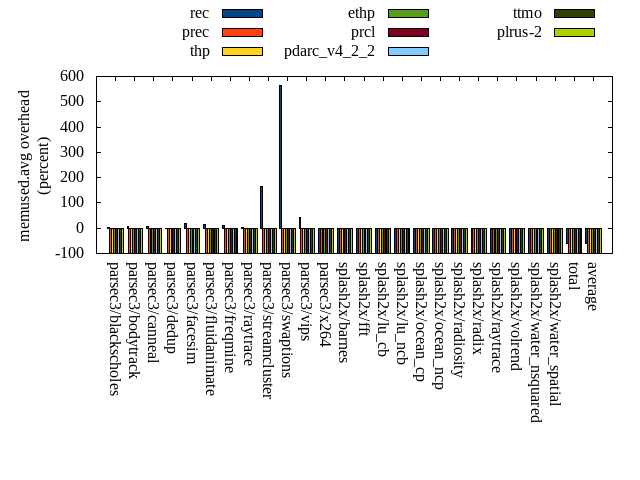 rec
prec
thp
ethp
prcl
pdarc_v4_2_2
ttmo
plrus-2
memused.avg overhead
(percent)
600
500
400
300
200
100
0
-100
parsec3/blackscholes
parsec3/bodytrack
parsec3/canneal
parsec3/dedup
parsec3/facesim
parsec3/fluidanimate
parsec3/freqmine
parsec3/raytrace
parsec3/streamcluster
parsec3/swaptions
parsec3/vips
parsec3/x264
splash2x/barnes
splash2x/fft
splash2x/lu_cb
splash2x/lu_ncb
splash2x/ocean_cp
splash2x/ocean_ncp
splash2x/radiosity
splash2x/radix
splash2x/raytrace
splash2x/volrend
splash2x/water_nsquared
splash2x/water_spatial
total
average